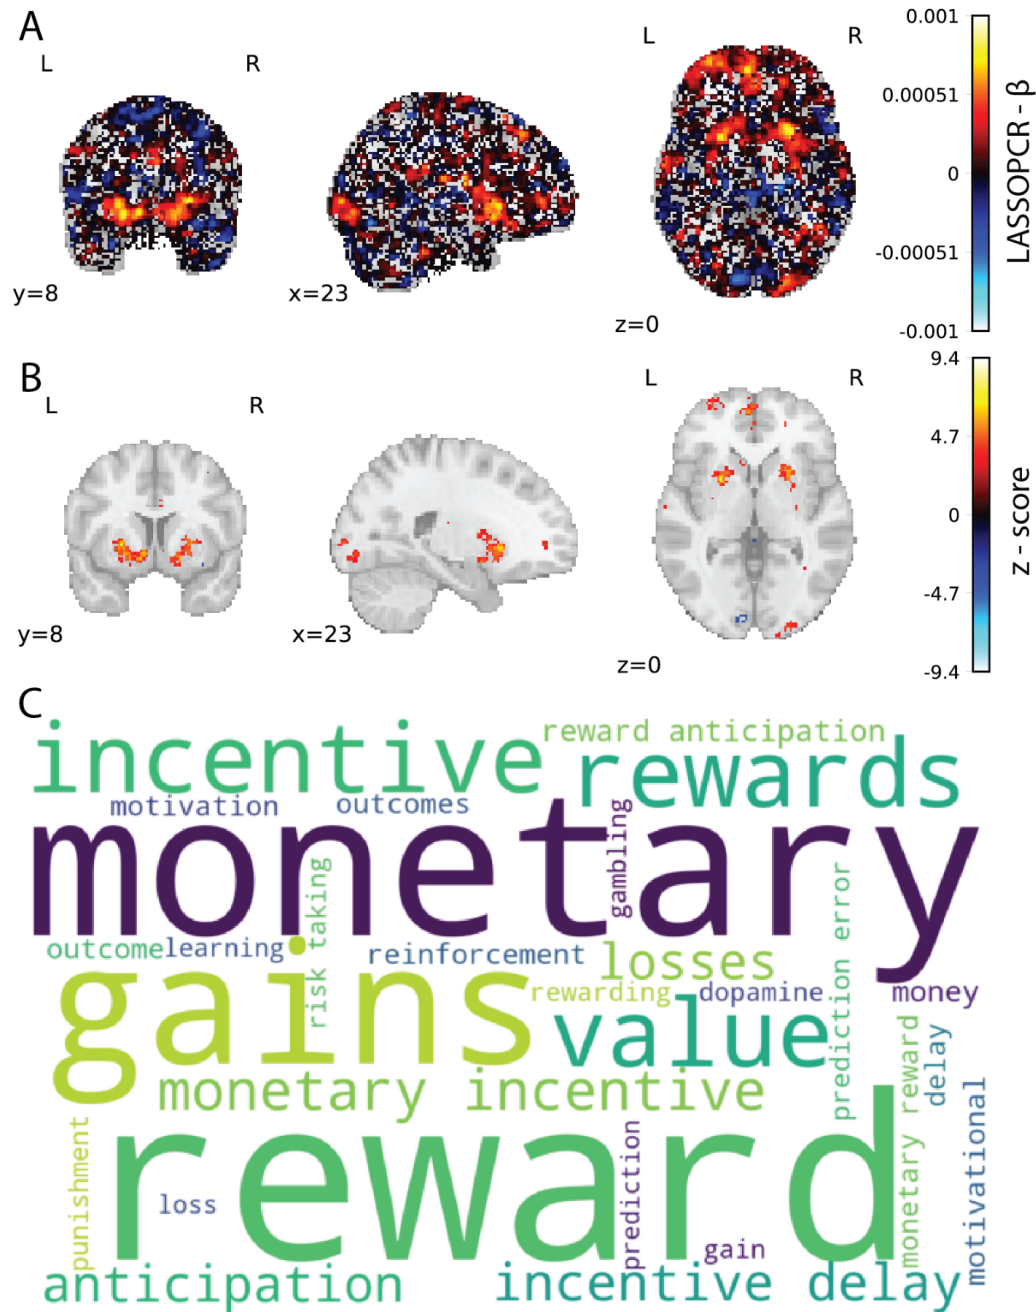 A
L R
L R
y=8
x=23
z=0
0.001
0.00051
0
-0.00051
-0.001
LASSOPCR - β
B
L R
L R
y=8
x=23
z=0
9.4
4.7
0
-4.7
-9.4
z - score
C
incentive
reward anticipation
rewards
motivation
outcomes
monetary
gambling
risk taking
prediction error
outcome
learning
reinforcement
losses
gains
rewarding
dopamine
money
value
monetary incentive
monetary reward
delay
motivational
punishment
reward
loss
prediction
gain
anticipation
incentive delay